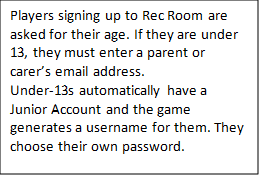 Players signing up to Rec Room are
asked for their age. If they are under
13, they must enter a parent or
carer's email address.
Under-13s automatically have a
Junior Account and the game
generates a username for them. They
choose their own password.